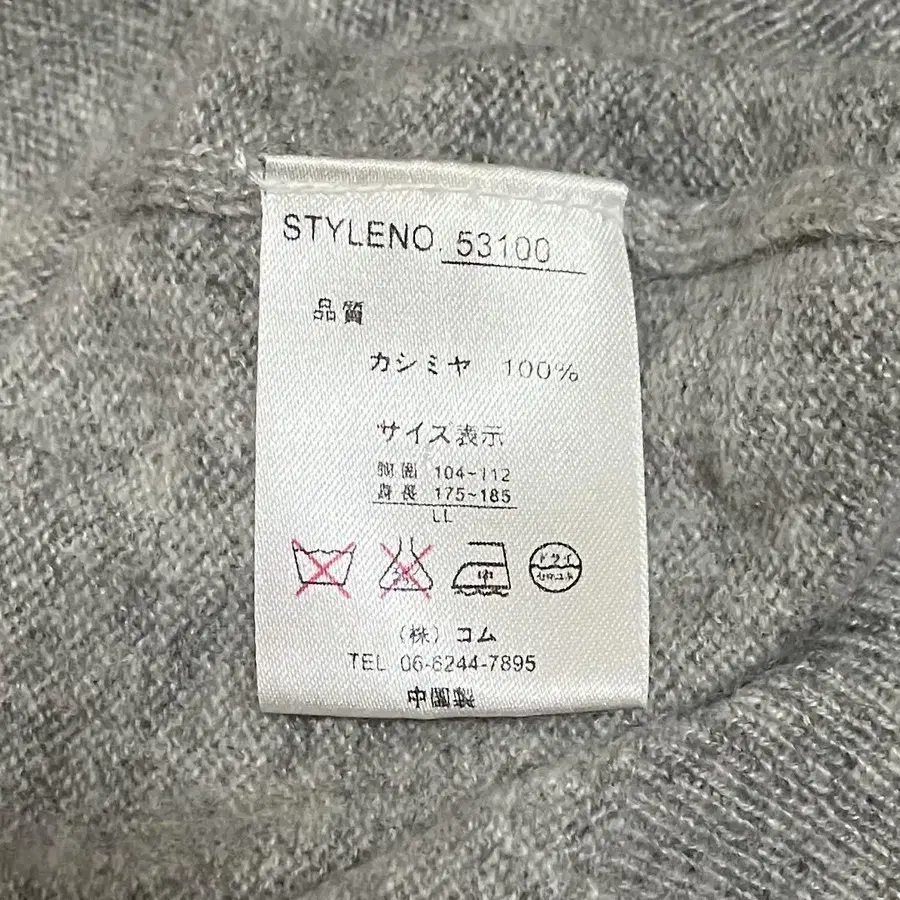 STYLENO. 53100
品質
カシミヤ 100%
サイズ表示
胸囲 104~112
身長 175~185
LL
ドライ
(株) コム
TEL 06-6244-7895
中国製